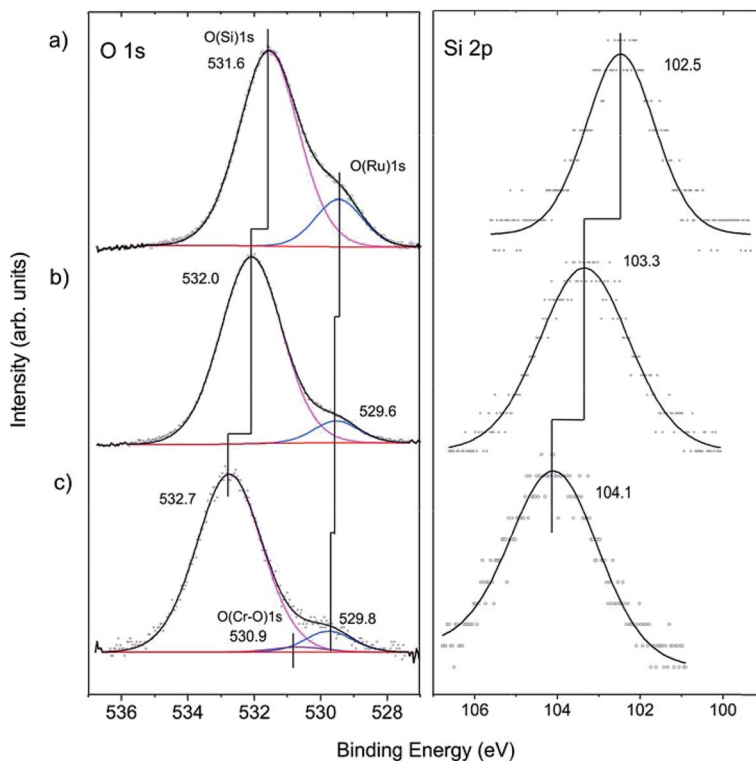 a)
O 1s
O(Si)1s
531.6
O(Ru)1s
Si 2p
102.5
b)
532.0
529.6
103.3
c)
532.7
O(Cr-O)1s
530.9
529.8
104.1
Intensity (arb. units)
536 534 532 530 528
106 104 102 100
Binding Energy (eV)